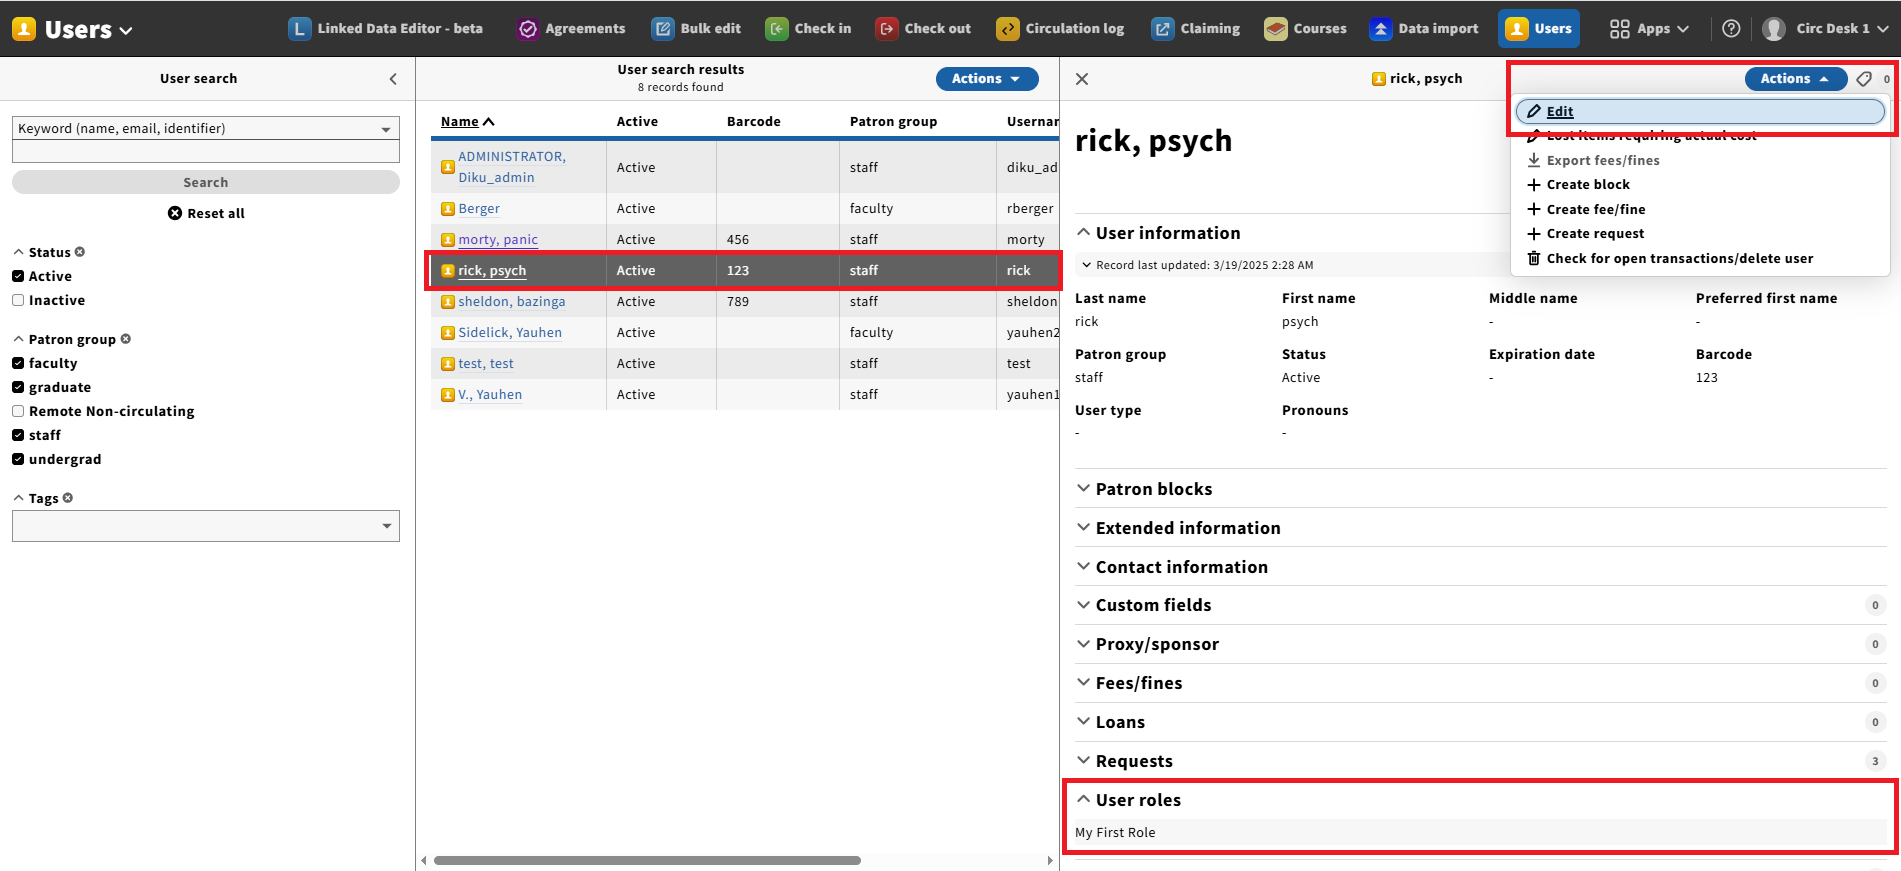 Users
Linked Data Editor - beta
Agreements
Bulk edit
Check in
Check out
Circulation log
Claiming
Courses
Data import
Users
Apps
Circ Desk 1
User search
Keyword (name, email, identifier)
Search
Reset all
Status
Active
Inactive
Patron group
faculty
graduate
Remote Non-circulating
staff
undergrad
Tags
User search results
8 records found
Actions
Name Active Barcode Patron group Usernar
ADMINISTRATOR, Diku_admin Active staff diku_ad
Berger Active faculty rberger
morty, panic Active 456 staff morty
rick, psych Active 123 staff rick
sheldon, bazinga Active 789 staff sheldon
Sidelick, Yauhen Active faculty yauhen2
test, test Active staff test
V., Yauhen Active staff yauhen1
rick, psych
Actions
0
Edit
Lost items requiring actual cost
Export fees/fines
Create block
Create fee/fine
Create request
Check for open transactions/delete user
rick, psych
User information
Record last updated: 3/19/2025 2:28 AM
Last name First name Middle name Preferred first name
rick psych - -
Patron group Status Expiration date Barcode
staff Active - 123
User type Pronouns
- -
Patron blocks
Extended information
Contact information
Custom fields 0
Proxy/sponsor 0
Fees/fines 0
Loans 0
Requests 3
User roles
My First Role